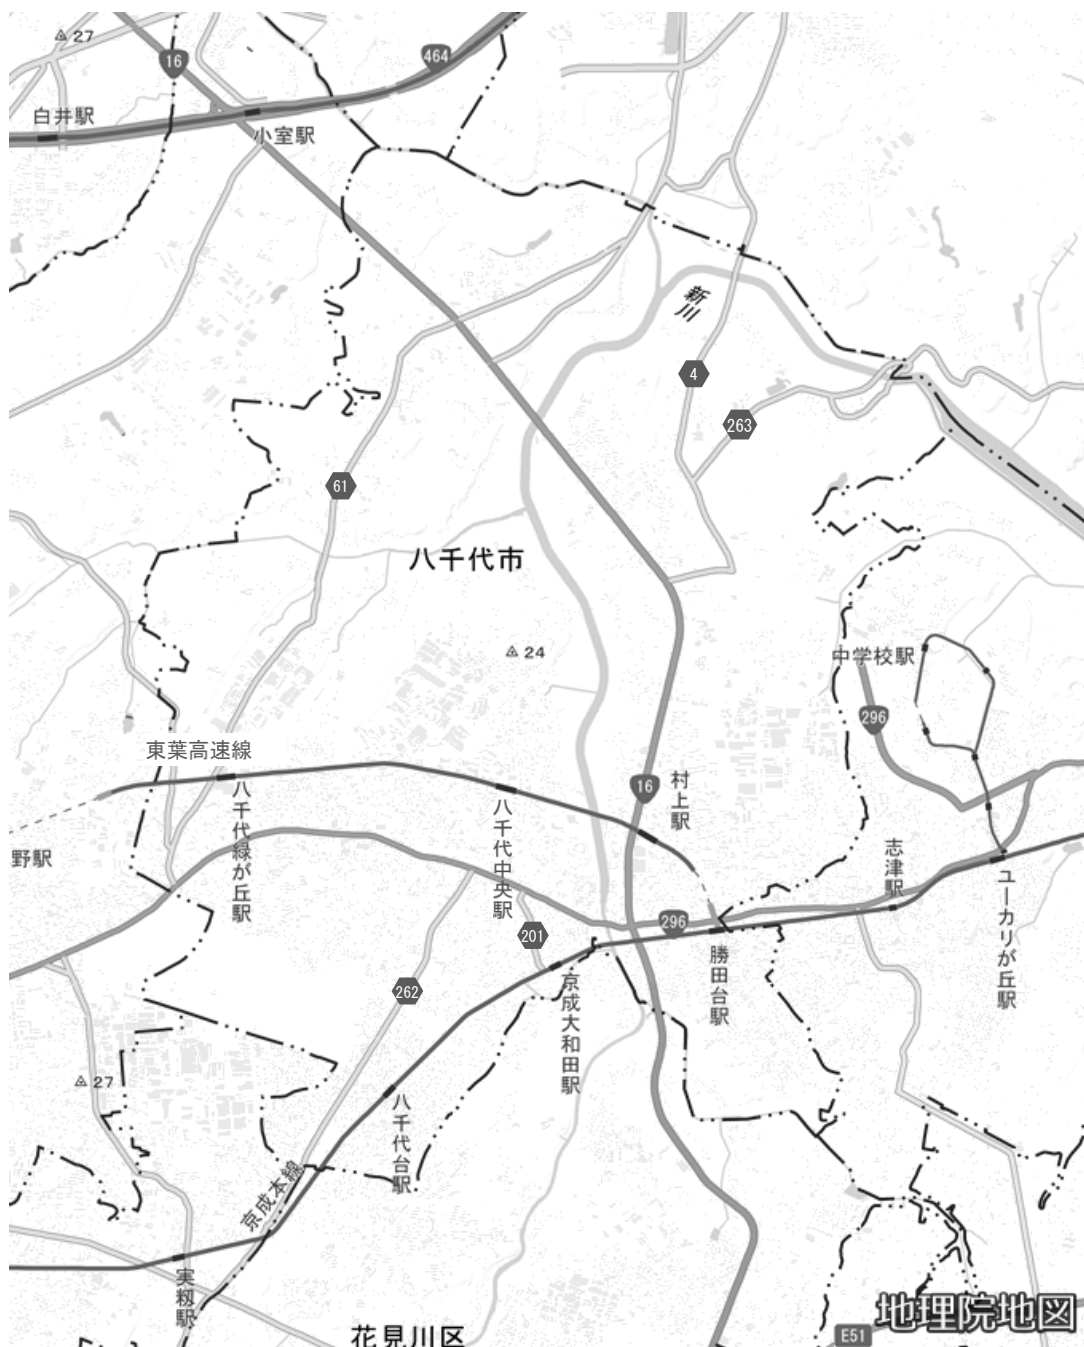 27
16
464
白井駅
小室駅
新川
4
263
61
八千代市
24
中学校駅
296
東葉高速線
16
村上駅
八千代緑が丘駅
八千代中央駅
野駅
志津駅
ユーカリが丘駅
296
201
勝田台駅
262
京成大和田駅
27
八千代台駅
京成本線
実籾駅
花見川区
E51
地理院地図